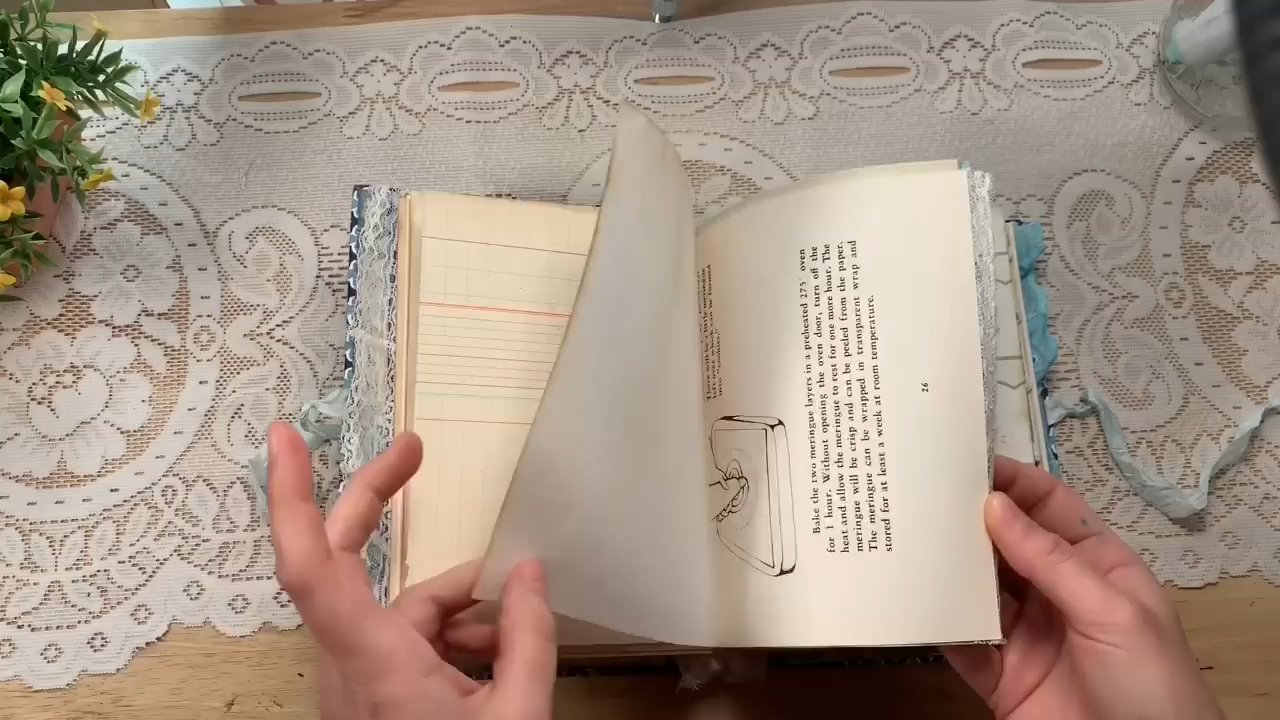 Bake the two meringue layers in a preheated 275° oven
for 1 hour. Without opening the oven door, turn off the
heat and allow the meringue to rest for one more hour. The
meringue will be crisp and can be peeled from the paper.
The meringue can be wrapped in transparent wrap and
stored for at least a week at room temperature.
26